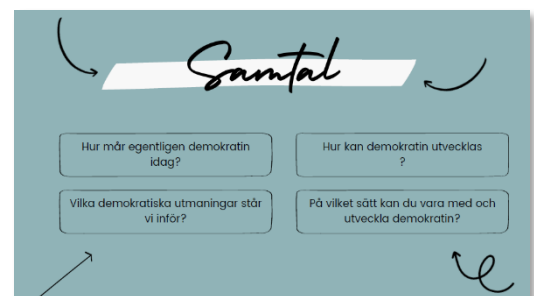 Samtal
Hur mår egentligen demokratin
idag?
Hur kan demokratin utvecklas
?
Vilka demokratiska utmaningar står
vi inför?
På vilket sätt kan du vara med och
utveckla demokratin?